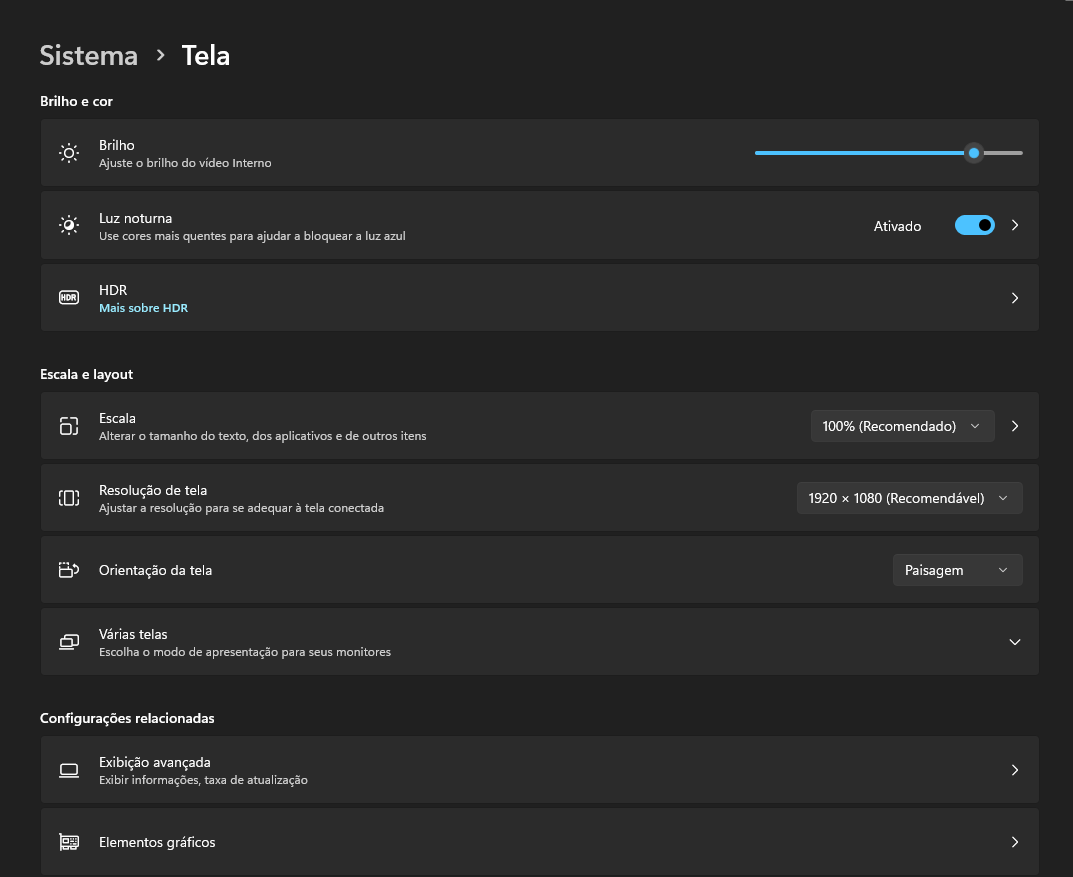 Sistema > Tela
Brilho e cor
Brilho
Ajuste o brilho do vídeo Interno
Luz noturna
Use cores mais quentes para ajudar a bloquear a luz azul
Ativado
HDR
HDR
Mais sobre HDR
Escala e layout
Escala
Alterar o tamanho do texto, dos aplicativos e de outros itens
100% (Recomendado)
Resolução de tela
Ajustar a resolução para se adequar à tela conectada
1920 × 1080 (Recomendável)
Orientação da tela
Paisagem
Várias telas
Escolha o modo de apresentação para seus monitores
Configurações relacionadas
Exibição avançada
Exibir informações, taxa de atualização
Elementos gráficos